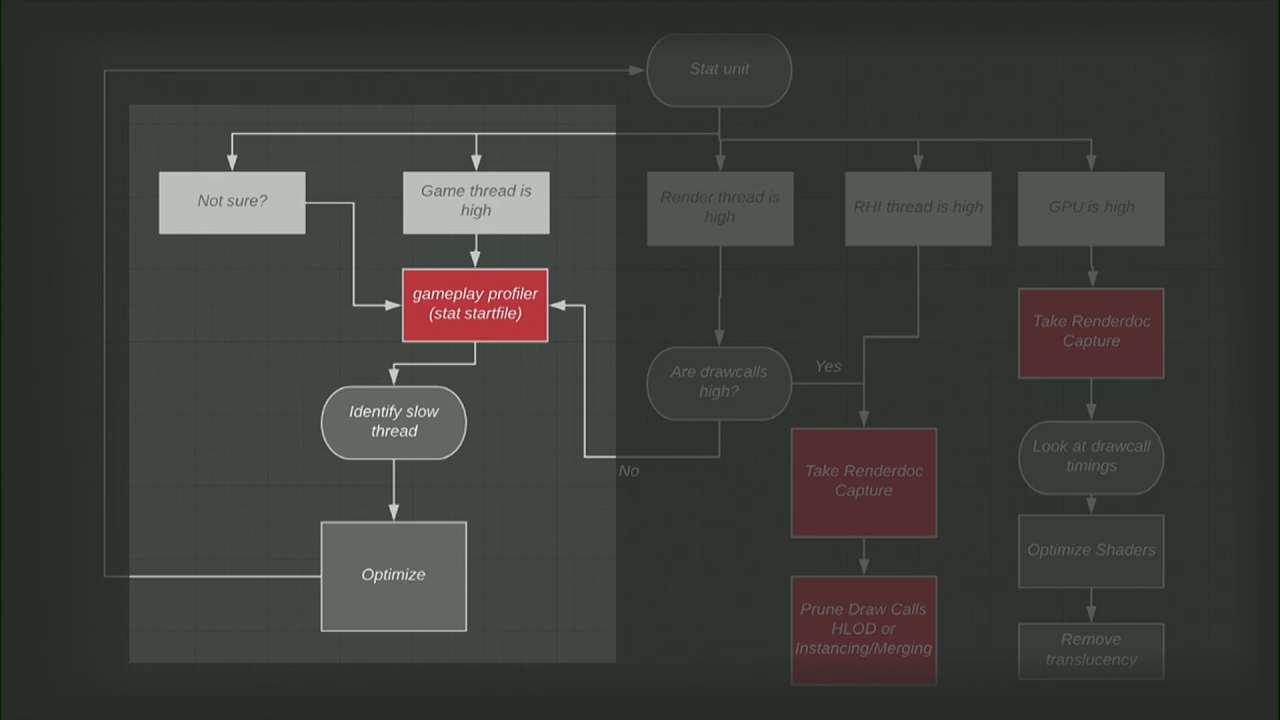 Stat unit
Not sure?
Game thread is
high
Render thread is
high
RHI thread is high
GPU is high
gameplay profiler
(stat startfile)
Take Renderdoc
Capture
Are drawcalls
high?
Yes
Identify slow
thread
No
Look at drawcall
timings
Take Renderdoc
Capture
Optimize
Optimize Shaders
Prune Draw Calls
HLOD or
Instancing/Merging
Remove
translucency